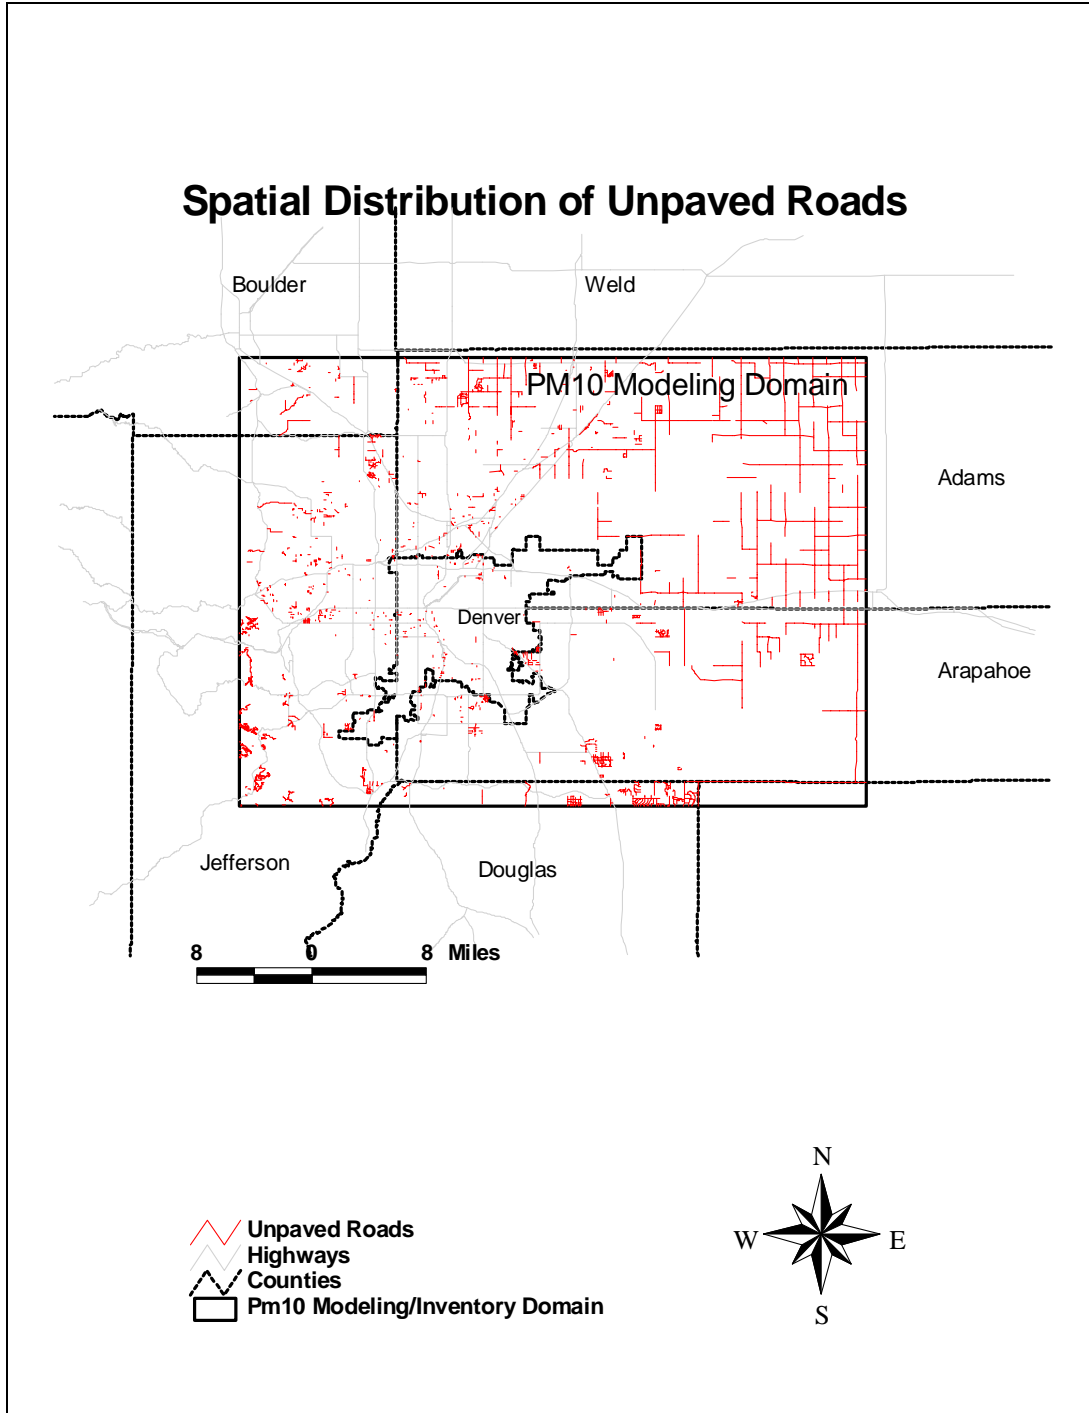 Spatial Distribution of Unpaved Roads
Boulder
Weld
PM10 Modeling Domain
Adams
Denver
Arapahoe
Jefferson
Douglas
8 0 8 Miles
N
W E
S
Unpaved Roads
Highways
Counties
Pm10 Modeling/Inventory Domain